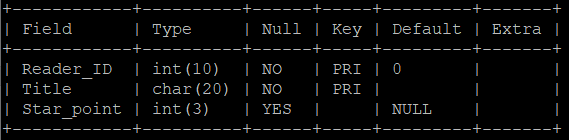 +------------+----------+------+-----+---------+-------+
| Field      | Type     | Null | Key | Default | Extra |
+------------+----------+------+-----+---------+-------+
| Reader_ID  | int(10)  | NO   | PRI | 0       |       |
| Title      | char(20) | NO   | PRI |         |       |
| Star_point | int(3)   | YES  |     | NULL    |       |
+------------+----------+------+-----+---------+-------+